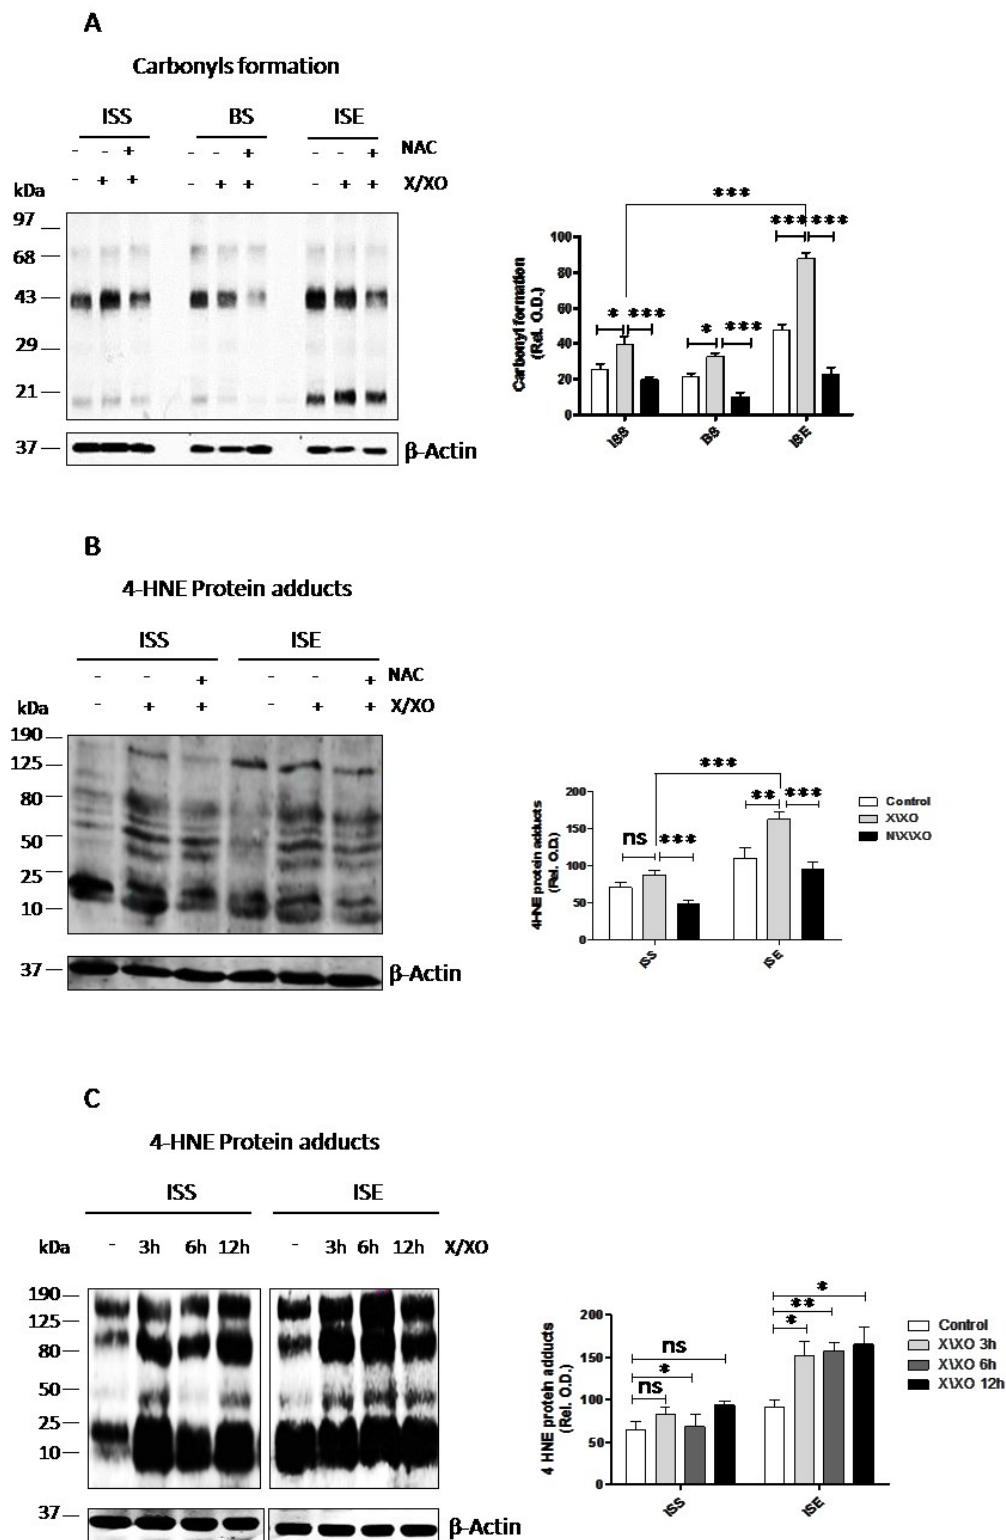 A
Carbonyls formation
ISS BS ISE
- - + - - + - - + NAC
- + + - + + - + + X/XO
kDa
97
68
43
29
21
37 β-Actin
***
*** ***
* *** * ***
Carbonyl formation
(Rel. O.D.)
100
80
60
40
20
0
ISS BS ISE
B
4-HNE Protein adducts
ISS ISE
- - + - - + NAC
- + + - + + X/XO
kDa
190
125
80
50
25
10
37 β-Actin
***
** ***
ns ***
4HNE protein adducts
(Rel. O.D.)
200
150
100
50
0
ISS ISE
Control
X\XO
N\X\XO
C
4-HNE Protein adducts
ISS ISE
kDa - 3h 6h 12h - 3h 6h 12h X/XO
190
125
80
50
25
10
37 β-Actin
*
**
*
ns
*
ns
4 HNE protein adducts
(Rel. O.D.)
200
150
100
50
0
ISS ISE
Control
X\XO 3h
X\XO 6h
X\XO 12h